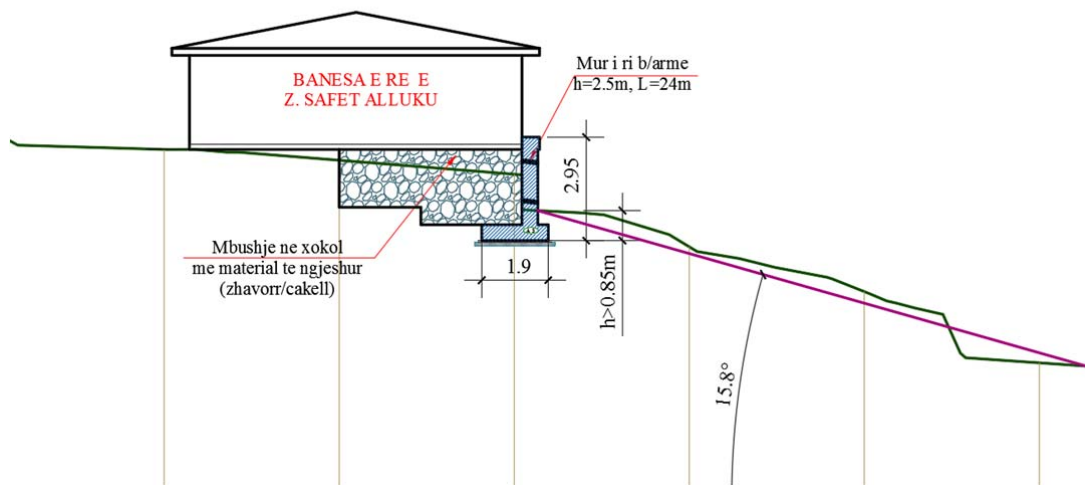 BANESA E RE E
Z. SAFET ALLUKU
Mur i ri b/arme
h=2.5m, L=24m
2.95
Mbushje ne xokol
me material te ngjeshur
(zhavorr/cakell)
1.9
h>0.85m
15.8°